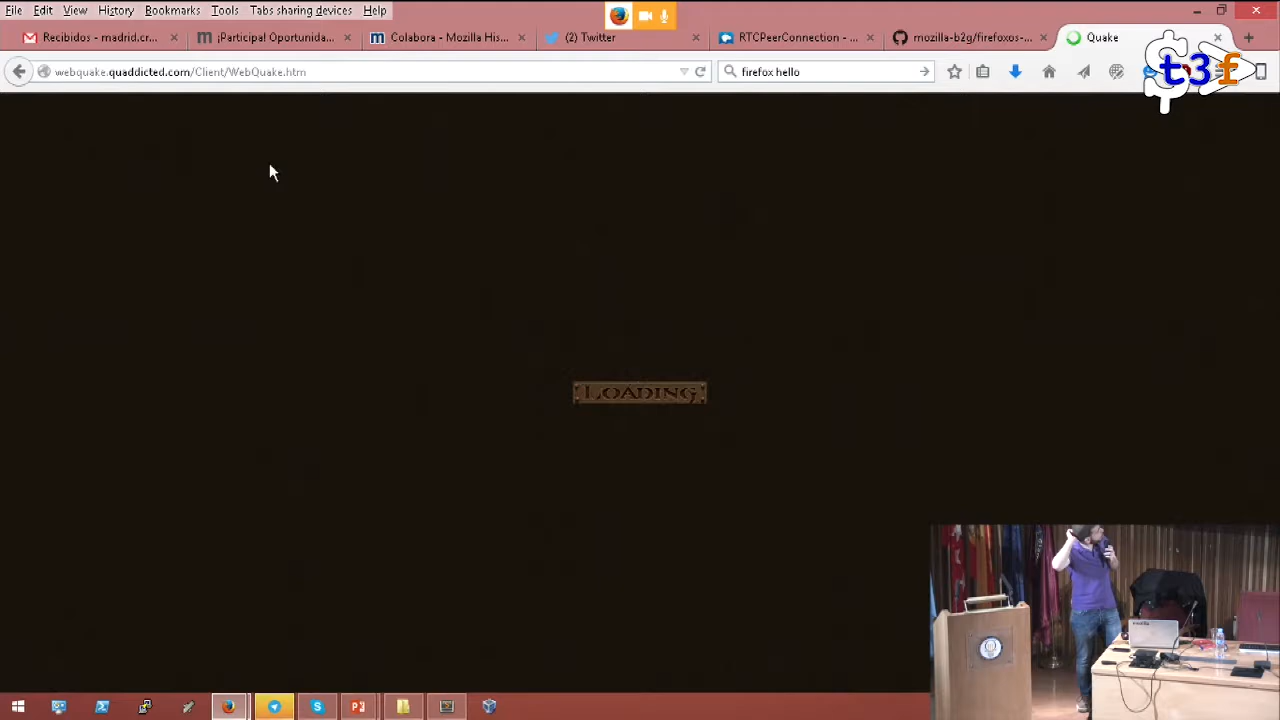 File Edit View History Bookmarks Tools Tabs sharing devices Help
Recibidos - madrid.cr...
¡Participa! Oportunida...
Colabora - Mozilla His...
(2) Twitter
RTCPeerConnection - ...
mozilla-b2g/firefoxos-...
Quake
webquake.quaddicted.com/Client/WebQuake.htm
firefox hello
t3f
LOADING
mozilla